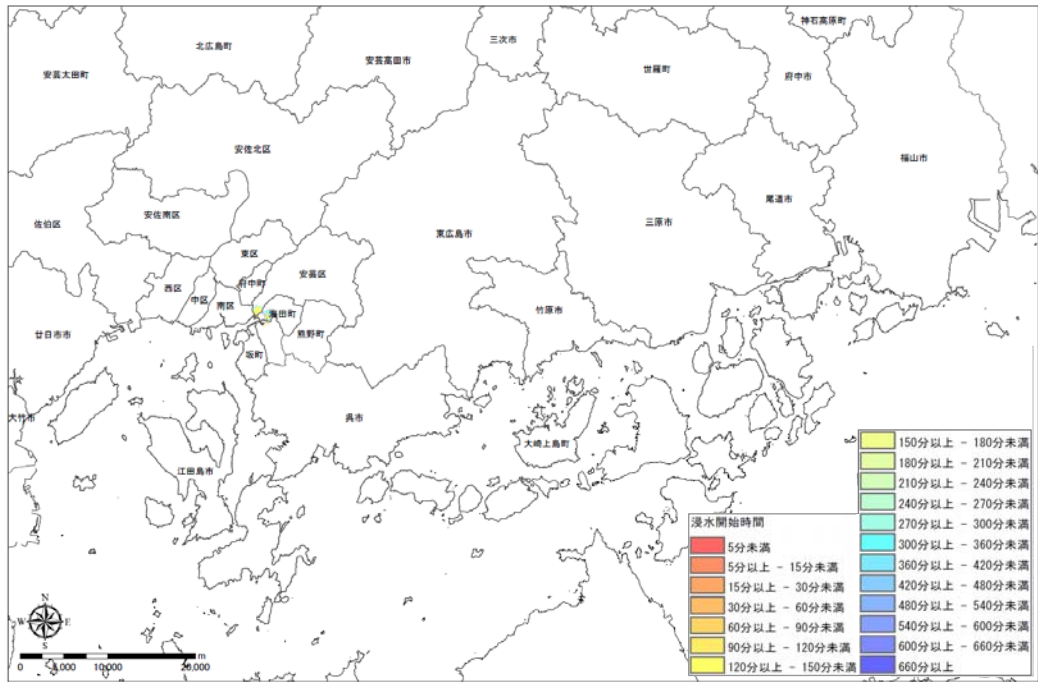 神石高原町
三次市
北広島町
安芸高田市
安芸太田町
世羅町
府中市
安佐北区
福山市
尾道市
安佐南区
佐伯区
三原市
東広島市
東区
安芸区
府中町
西区
中区
南区
海田町
竹原市
廿日市市
熊野町
坂町
大竹市
呉市
大崎上島町
江田島市
浸水開始時間
5分未満
5分以上 - 15分未満
15分以上 - 30分未満
30分以上 - 60分未満
60分以上 - 90分未満
90分以上 - 120分未満
120分以上 - 150分未満
150分以上 - 180分未満
180分以上 - 210分未満
210分以上 - 240分未満
240分以上 - 270分未満
270分以上 - 300分未満
300分以上 - 360分未満
360分以上 - 420分未満
420分以上 - 480分未満
480分以上 - 540分未満
540分以上 - 600分未満
600分以上 - 660分未満
660分以上
N
W E
S
m
0 5,000 10,000 20,000